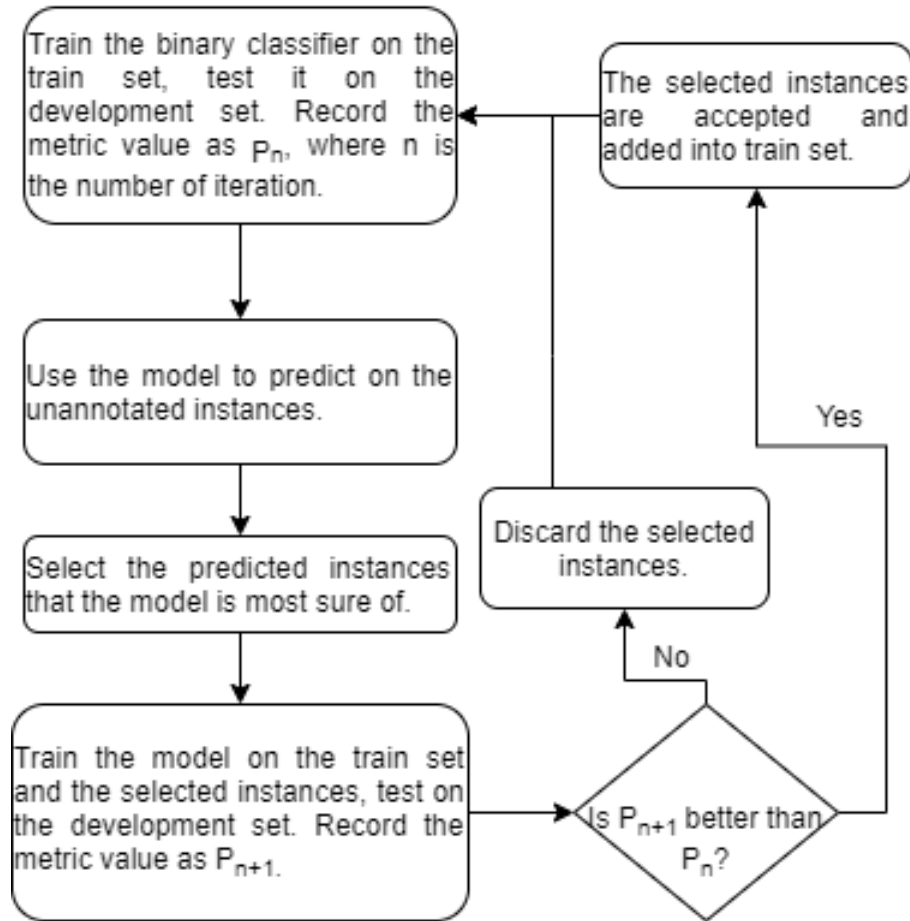 Train the binary classifier on the
train set, test it on the
development set. Record the
metric value as Pn, where n is
the number of iteration.
The selected instances
are accepted and
added into train set.
Use the model to predict on the
unannotated instances.
Yes
Discard the selected
instances.
Select the predicted instances
that the model is most sure of.
No
Train the model on the train set
and the selected instances, test on
the development set. Record the
metric value as Pn+1.
Is Pn+1 better than
Pn?